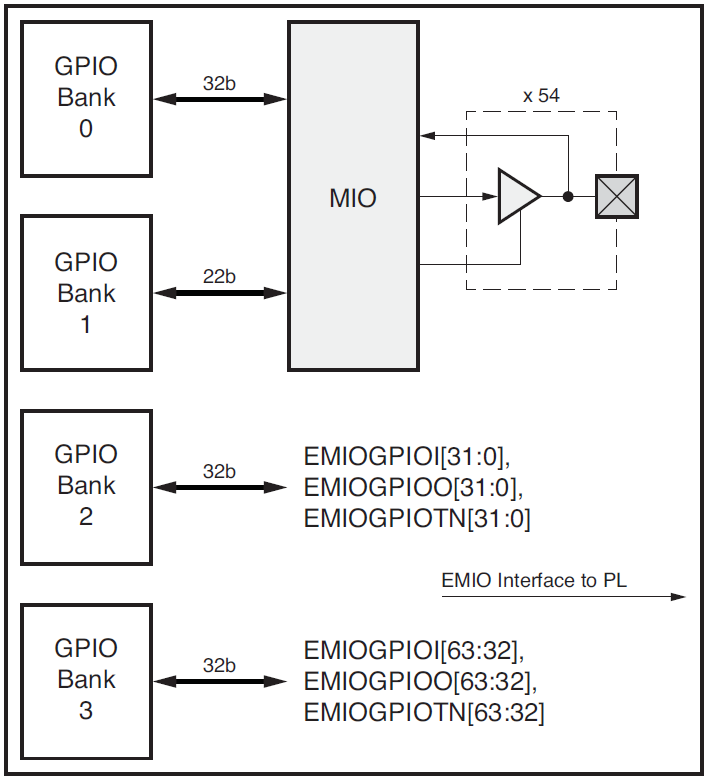 GPIO
Bank
0
32b
MIO
x 54
GPIO
Bank
1
22b
GPIO
Bank
2
32b
EMIOGPIOI[31:0],
EMIOGPIOO[31:0],
EMIOGPIOTN[31:0]
EMIO Interface to PL
GPIO
Bank
3
32b
EMIOGPIOI[63:32],
EMIOGPIOO[63:32],
EMIOGPIOTN[63:32]